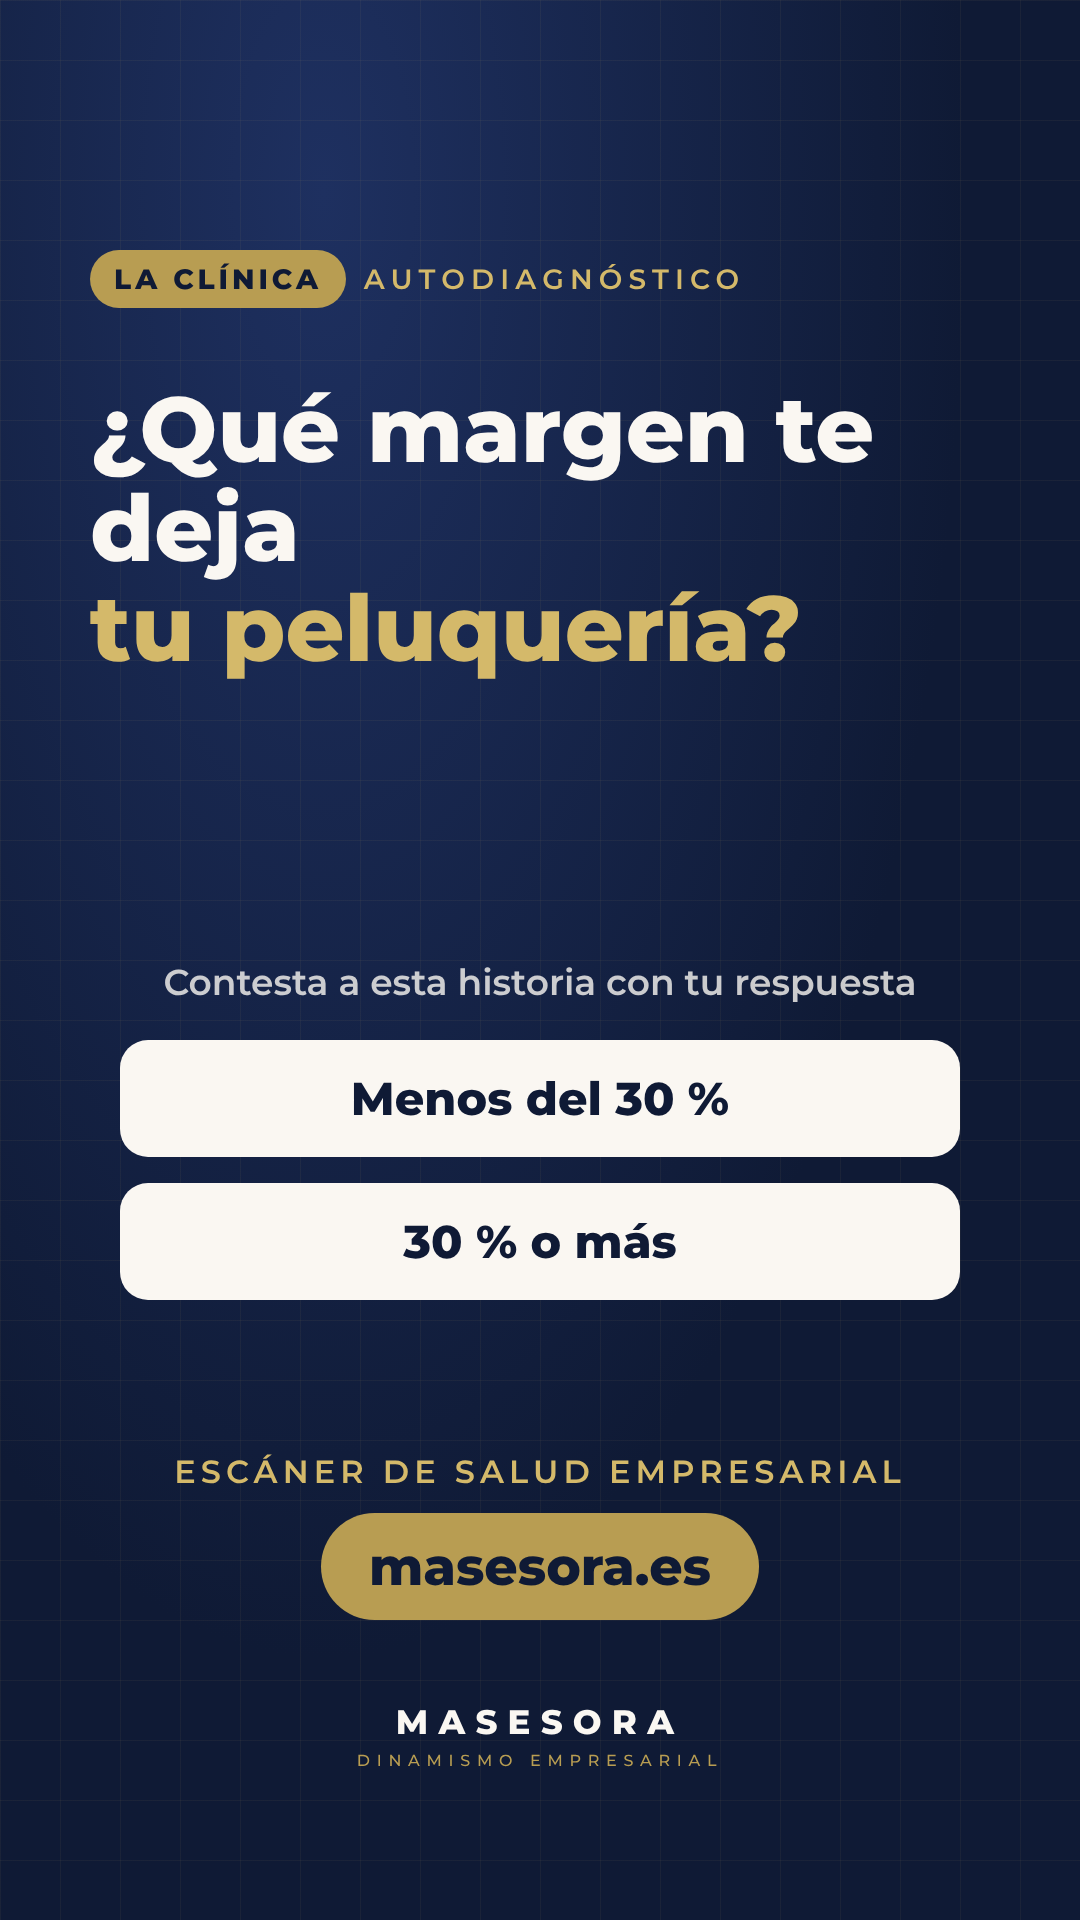 LA CLÍNICA AUTODIAGNÓSTICO
¿Qué margen te
deja
tu peluquería?
Contesta a esta historia con tu respuesta
Menos del 30 %
30 % o más
ESCÁNER DE SALUD EMPRESARIAL
masesora.es
MASESORA
DINAMISMO EMPRESARIAL